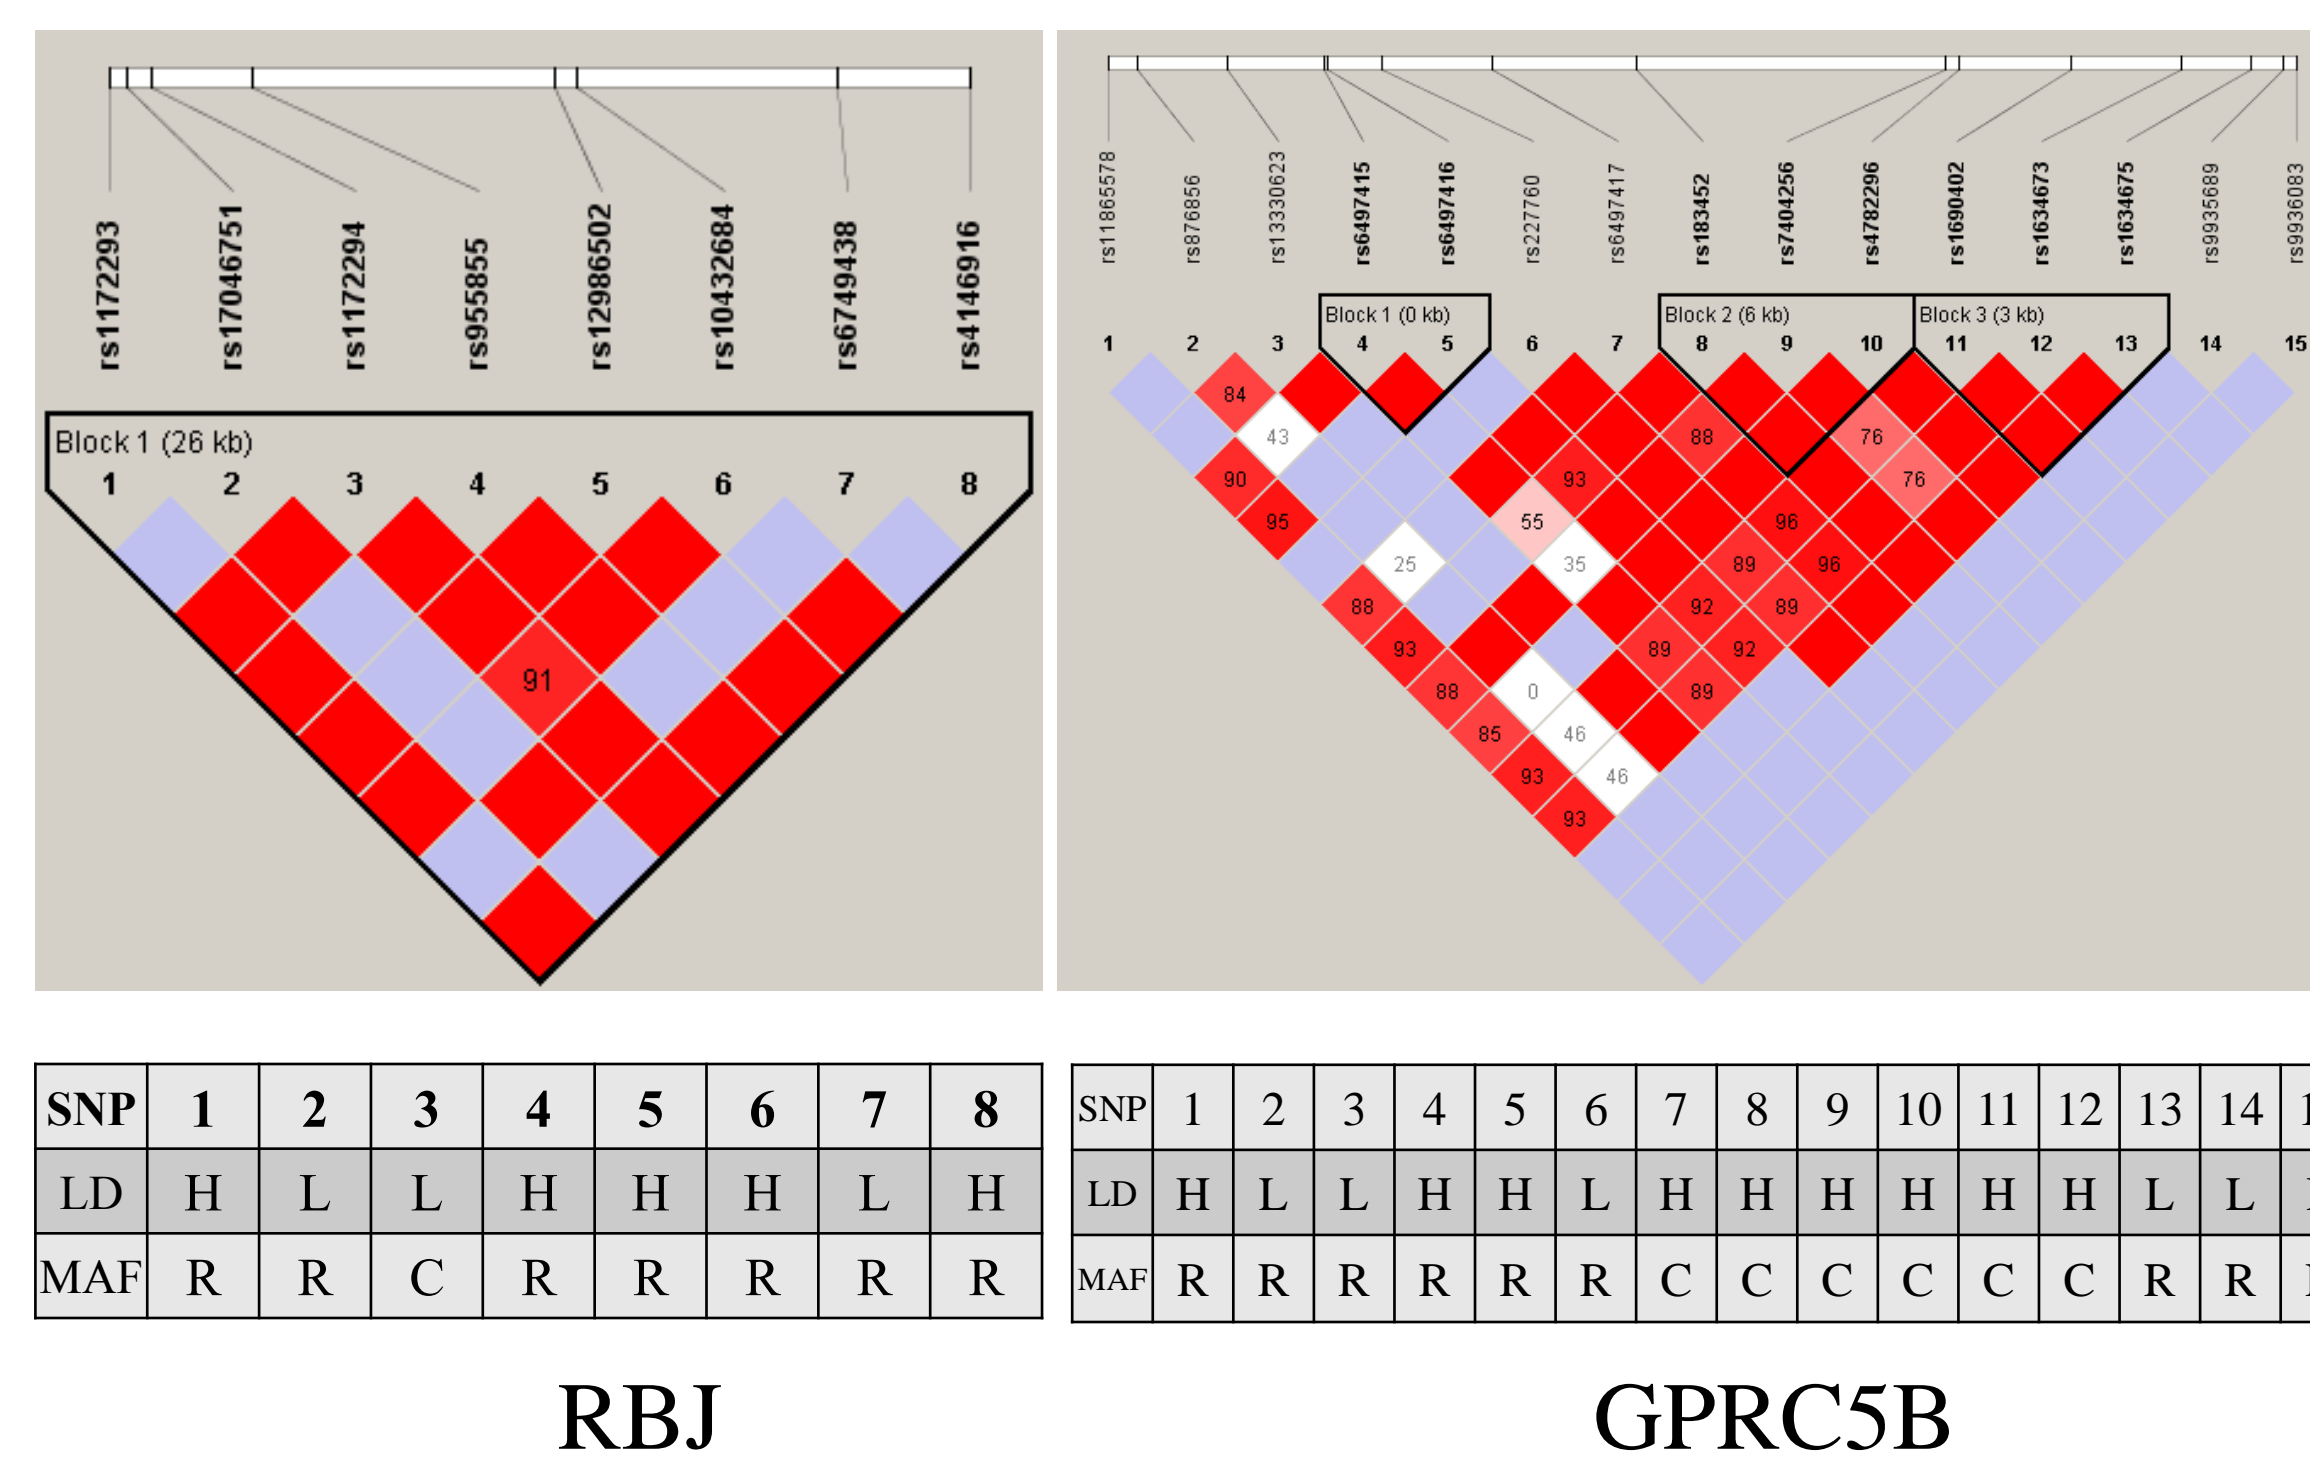 rs1172293
rs17046751
rs1172294
rs955855
rs12986502
rs10432684
rs6749438
rs4146916
Block 1 (26 kb)
1 2 3 4 5 6 7 8
91
rs11865578
rs876856
rs13330623
rs6497415
rs6497416
rs227760
rs6497417
rs183452
rs7404256
rs4782296
rs1690402
rs1634673
rs1634675
rs9935689
rs9936083
Block 1 (0 kb) Block 2 (6 kb) Block 3 (3 kb)
1 2 3 4 5 6 7 8 9 10 11 12 13 14 15
84
43 88 76
90 93 76
95 55 96
25 35 89 96
88 92 89
93 89 92
88 0 89
85 46
93 46
93
SNP 1 2 3 4 5 6 7 8
LD H L L H H H L H
MAF R R C R R R R R
SNP 1 2 3 4 5 6 7 8 9 10 11 12 13 14
LD H L L H H L H H H H H H L L
MAF R R R R R R C C C C C C R R
RBJ
GPRC5B